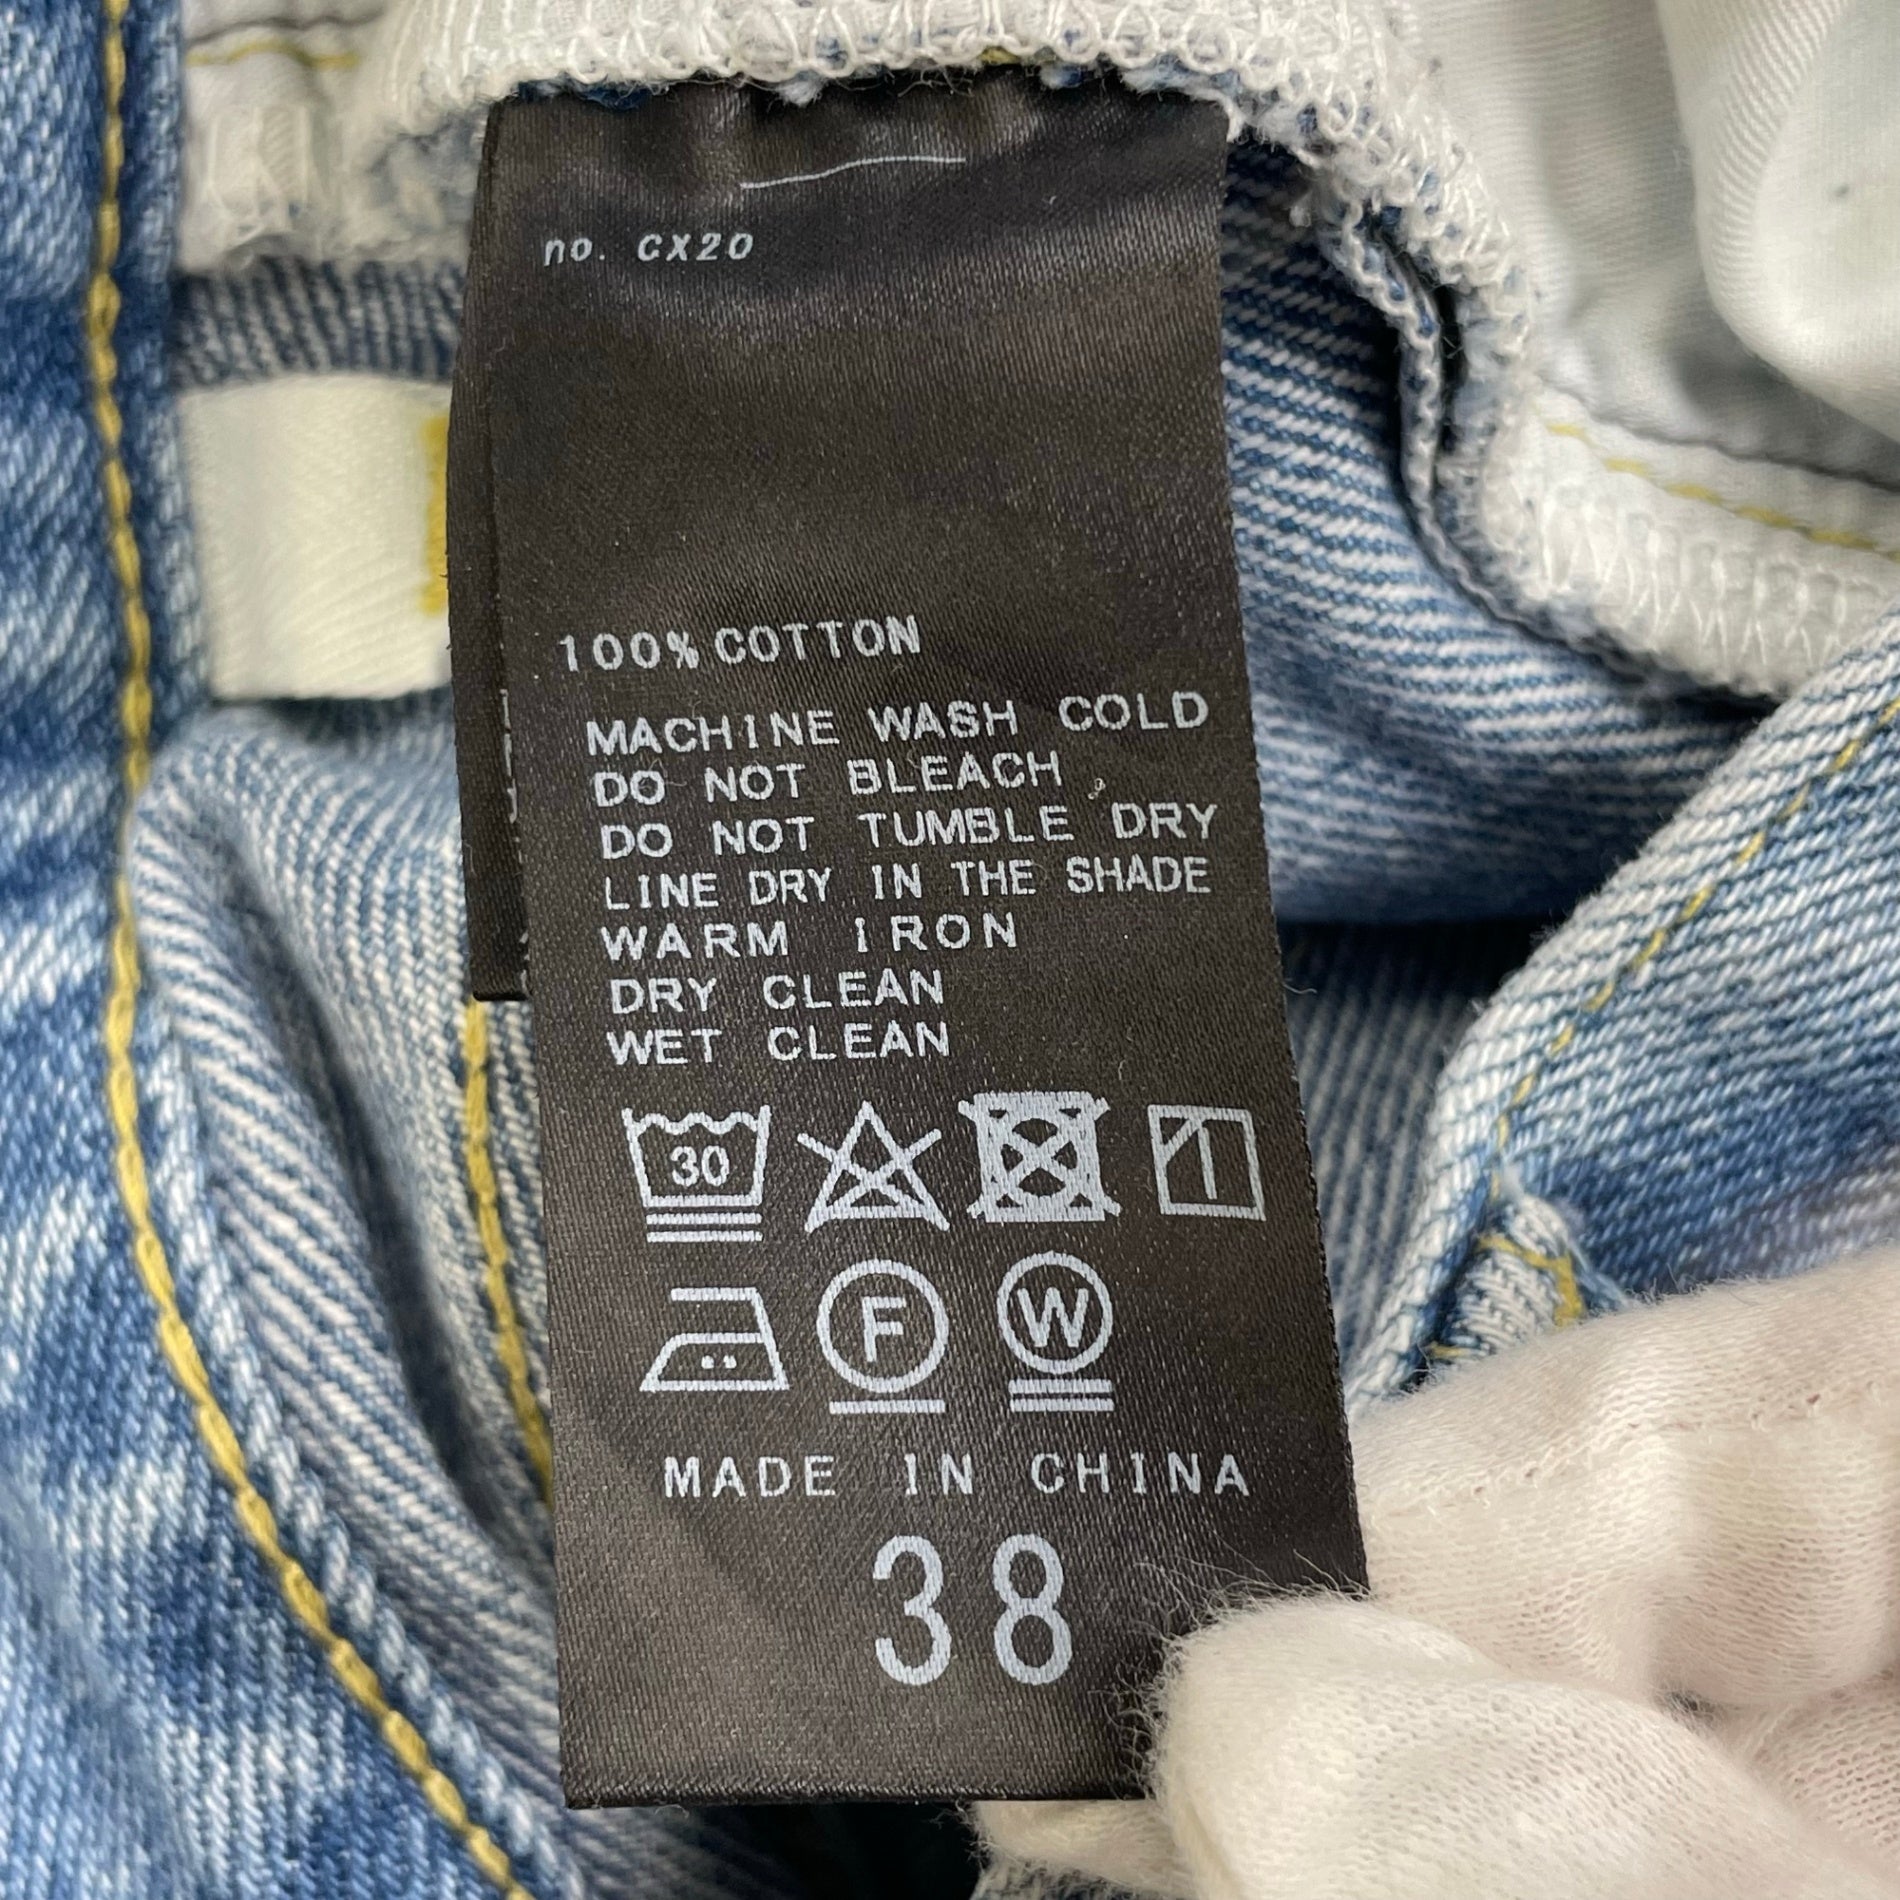 no. CX20
100% COTTON
MACHINE WASH COLD
DO NOT BLEACH
DO NOT TUMBLE DRY
LINE DRY IN THE SHADE
WARM IRON
DRY CLEAN
WET CLEAN
30
F W
MADE IN CHINA
38